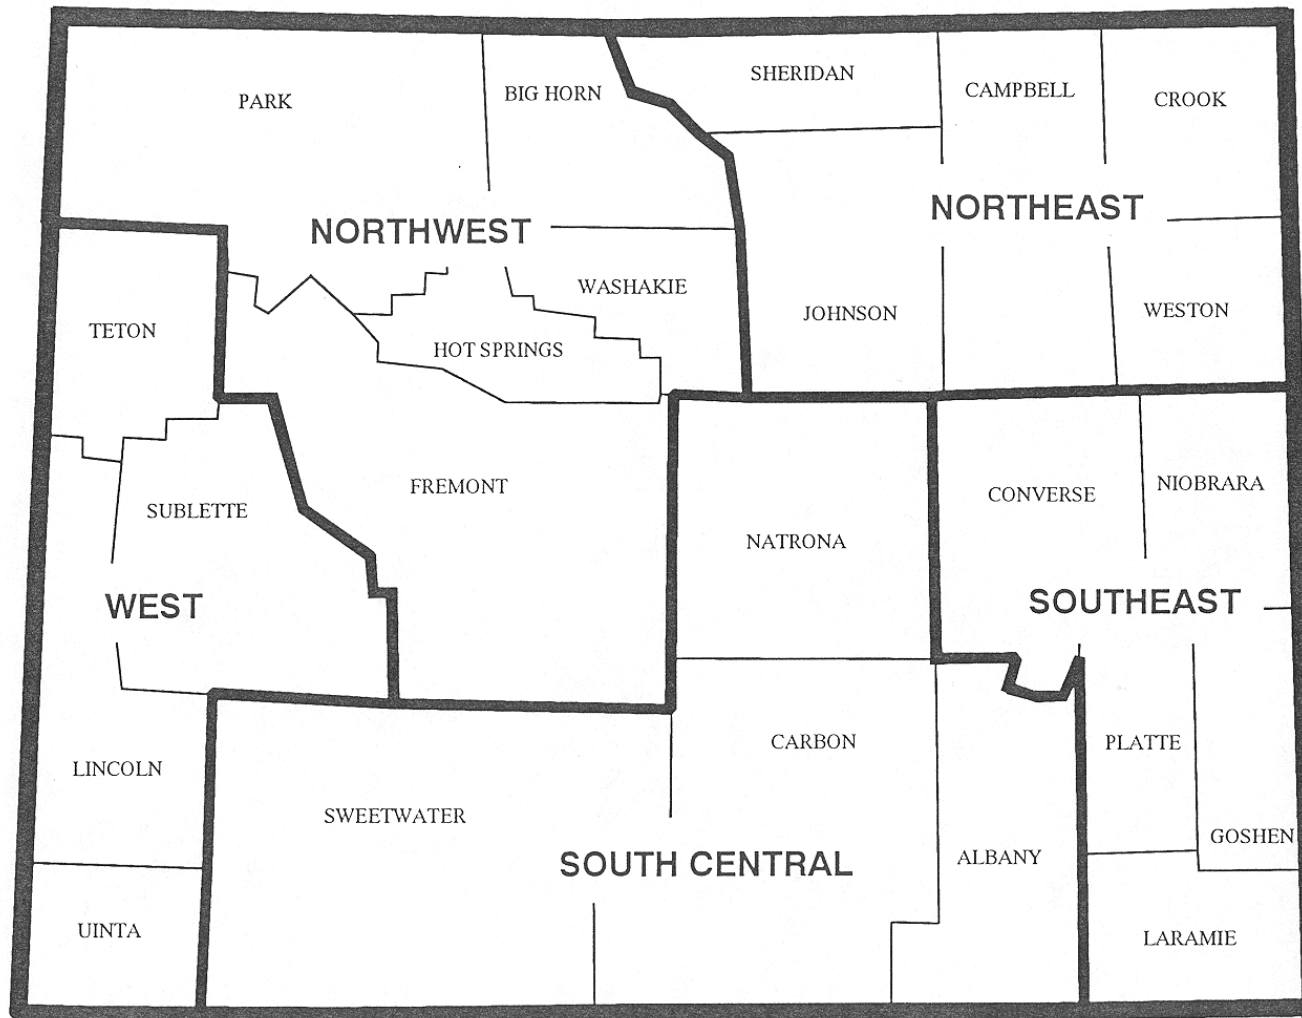 SHERIDAN
CAMPBELL
BIG HORN
CROOK
PARK
NORTHEAST
NORTHWEST
WASHAKIE
WESTON
JOHNSON
TETON
HOT SPRINGS
NIOBRARA
FREMONT
CONVERSE
SUBLETTE
NATRONA
SOUTHEAST
WEST
CARBON
PLATTE
LINCOLN
SWEETWATER
GOSHEN
ALBANY
SOUTH CENTRAL
UINTA
LARAMIE